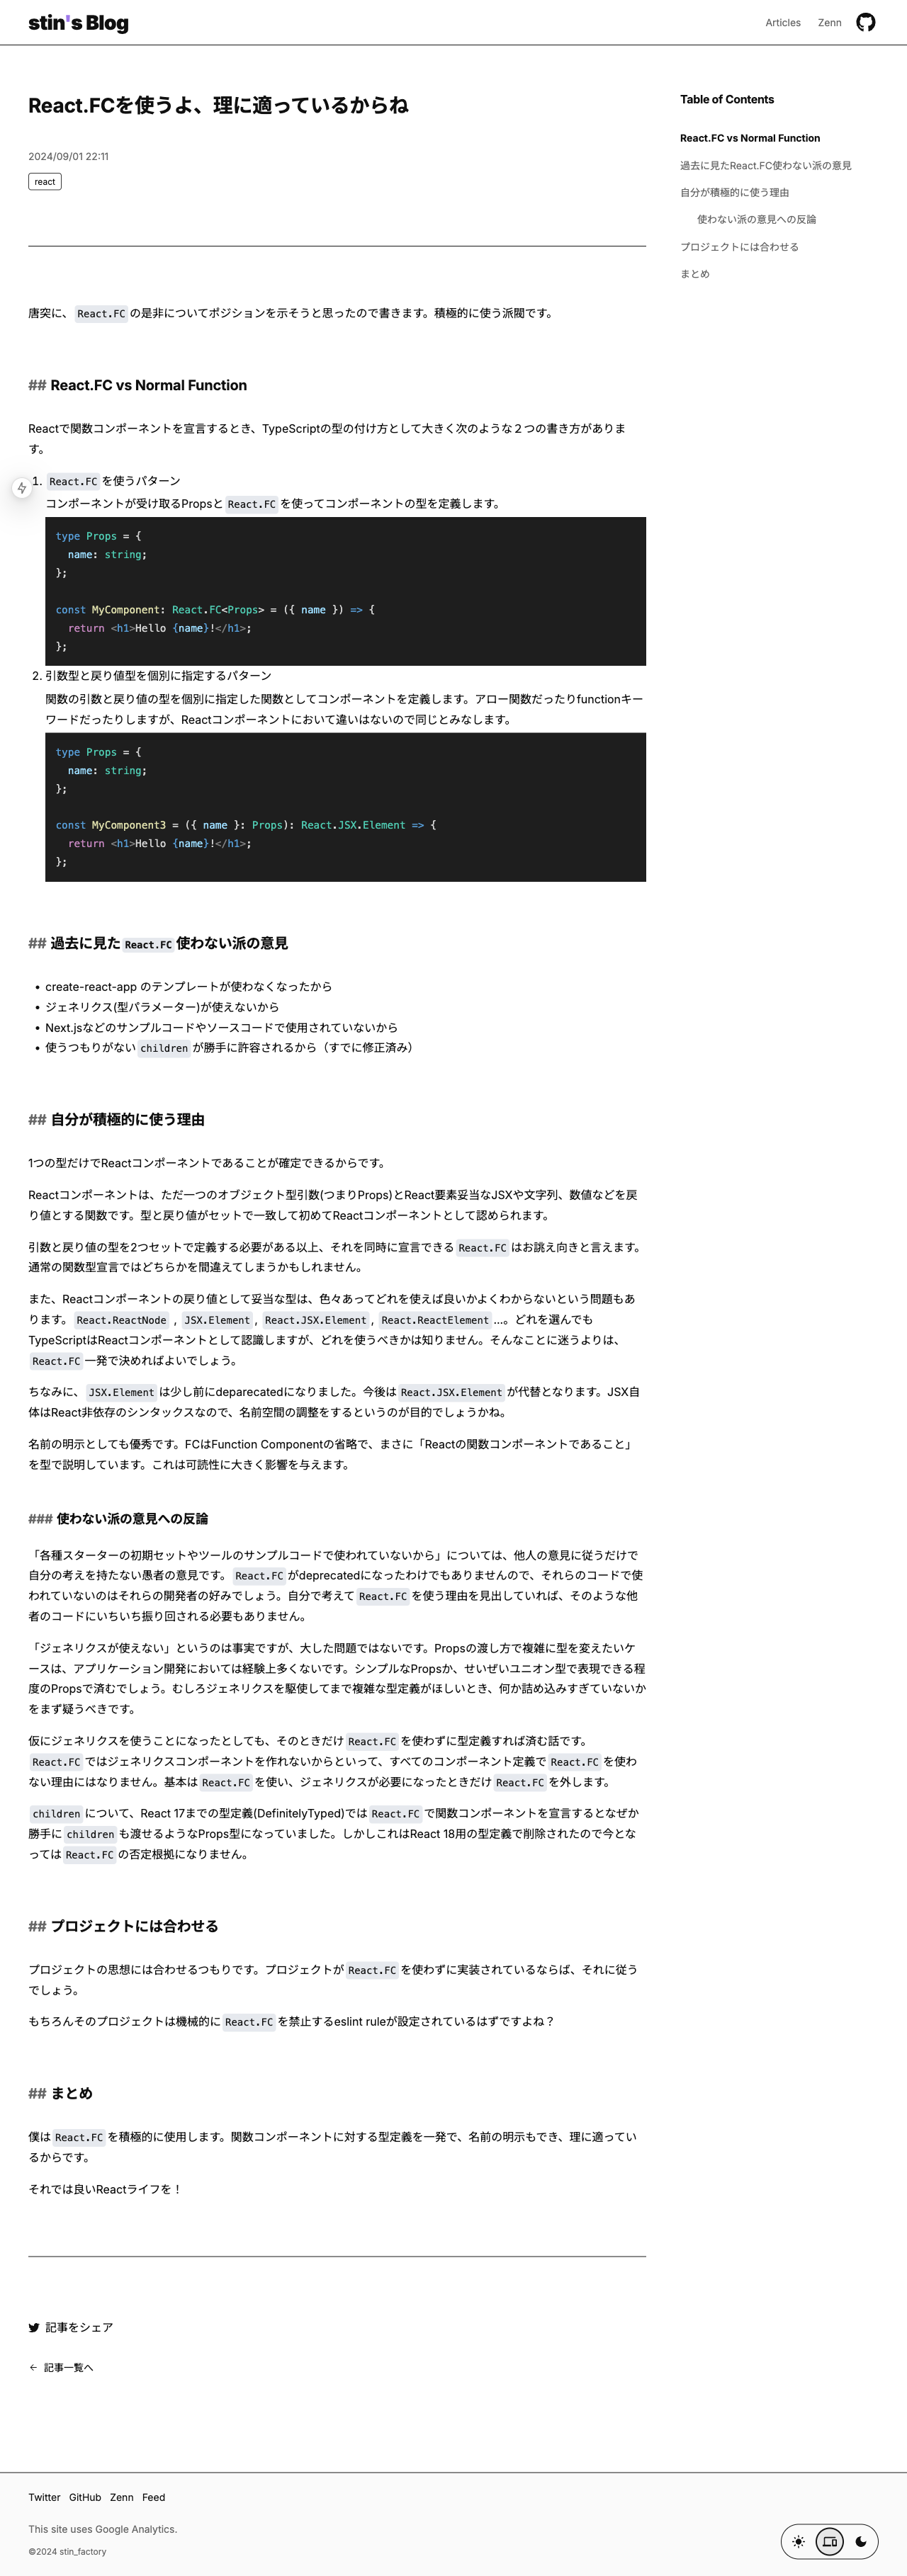 stin's Blog
Articles
Zenn
React.FCを使うよ、理に適っているからね
2024/09/01 22:11
react
Table of Contents
React.FC vs Normal Function
過去に見たReact.FC使わない派の意見
自分が積極的に使う理由
使わない派の意見への反論
プロジェクトには合わせる
まとめ
唐突に、 React.FC の是非についてポジションを示そうと思ったので書きます。積極的に使う派閥です。
## React.FC vs Normal Function
Reactで関数コンポーネントを宣言するとき、TypeScriptの型の付け方として大きく次のような２つの書き方がありま
す。
1. React.FC を使うパターン
コンポーネントが受け取るPropsと React.FC を使ってコンポーネントの型を定義します。
type Props = {
  name: string;
};
const MyComponent: React.FC<Props> = ({ name }) => {
  return <h1>Hello {name}!</h1>;
};
2. 引数型と戻り値型を個別に指定するパターン
関数の引数と戻り値の型を個別に指定した関数としてコンポーネントを定義します。アロー関数だったりfunctionキー
ワードだったりしますが、Reactコンポーネントにおいて違いはないので同じとみなします。
type Props = {
  name: string;
};
const MyComponent3 = ({ name }: Props): React.JSX.Element => {
  return <h1>Hello {name}!</h1>;
};
## 過去に見た React.FC 使わない派の意見
• create-react-app のテンプレートが使わなくなったから
• ジェネリクス(型パラメーター)が使えないから
• Next.jsなどのサンプルコードやソースコードで使用されていないから
• 使うつもりがない children が勝手に許容されるから（すでに修正済み）
## 自分が積極的に使う理由
1つの型だけでReactコンポーネントであることが確定できるからです。
Reactコンポーネントは、ただ一つのオブジェクト型引数(つまりProps)とReact要素妥当なJSXや文字列、数値などを戻
り値とする関数です。型と戻り値がセットで一致して初めてReactコンポーネントとして認められます。
引数と戻り値の型を2つセットで定義する必要がある以上、それを同時に宣言できる React.FC はお誂え向きと言えます。
通常の関数型宣言ではどちらかを間違えてしまうかもしれません。
また、Reactコンポーネントの戻り値として妥当な型は、色々あってどれを使えば良いかよくわからないという問題もあ
ります。 React.ReactNode , JSX.Element , React.JSX.Element , React.ReactElement ...。どれを選んでも
TypeScriptはReactコンポーネントとして認識しますが、どれを使うべきかは知りません。そんなことに迷うよりは、
React.FC 一発で決めればよいでしょう。
ちなみに、 JSX.Element は少し前にdeprecatedになりました。今後は React.JSX.Element が代替となります。JSX自
体はReact非依存のシンタックスなので、名前空間の調整をするというのが目的でしょうかね。
名前の明示としても優秀です。FCはFunction Componentの省略で、まさに「Reactの関数コンポーネントであること」
を型で説明しています。これは可読性に大きく影響を与えます。
### 使わない派の意見への反論
「各種スターターの初期セットやツールのサンプルコードで使われていないから」については、他人の意見に従うだけで
自分の考えを持たない愚者の意見です。 React.FC がdeprecatedになったわけでもありませんので、それらのコードで使
われていないのはそれらの開発者の好みでしょう。自分で考えて React.FC を使う理由を見出していれば、そのような他
者のコードにいちいち振り回される必要もありません。
「ジェネリクスが使えない」というのは事実ですが、大した問題ではないです。Propsの渡し方で複雑に型を変えたいケ
ースは、アプリケーション開発においては経験上多くないです。シンプルなPropsか、せいぜいユニオン型で表現できる程
度のPropsで済むでしょう。むしろジェネリクスを駆使してまで複雑な型定義がほしいとき、何か詰め込みすぎていないか
をまず疑うべきです。
仮にジェネリクスを使うことになったとしても、そのときだけ React.FC を使わずに型定義すれば済む話です。
React.FC ではジェネリクスコンポーネントを作れないからといって、すべてのコンポーネント定義で React.FC を使わ
ない理由にはなりません。基本は React.FC を使い、ジェネリクスが必要になったときだけ React.FC を外します。
children について、React 17までの型定義(DefinitelyTyped)では React.FC で関数コンポーネントを宣言するとなぜか
勝手に children も渡せるようなProps型になっていました。しかしこれはReact 18用の型定義で削除されたので今とな
っては React.FC の否定根拠になりません。
## プロジェクトには合わせる
プロジェクトの思想には合わせるつもりです。プロジェクトが React.FC を使わずに実装されているならば、それに従う
でしょう。
もちろんそのプロジェクトは機械的に React.FC を禁止するeslint ruleが設定されているはずですよね？
## まとめ
僕は React.FC を積極的に使用します。関数コンポーネントに対する型定義を一発で、名前の明示もでき、理に適ってい
るからです。
それでは良いReactライフを！
記事をシェア
← 記事一覧へ
Twitter GitHub Zenn Feed
This site uses Google Analytics.
©2024 stin_factory